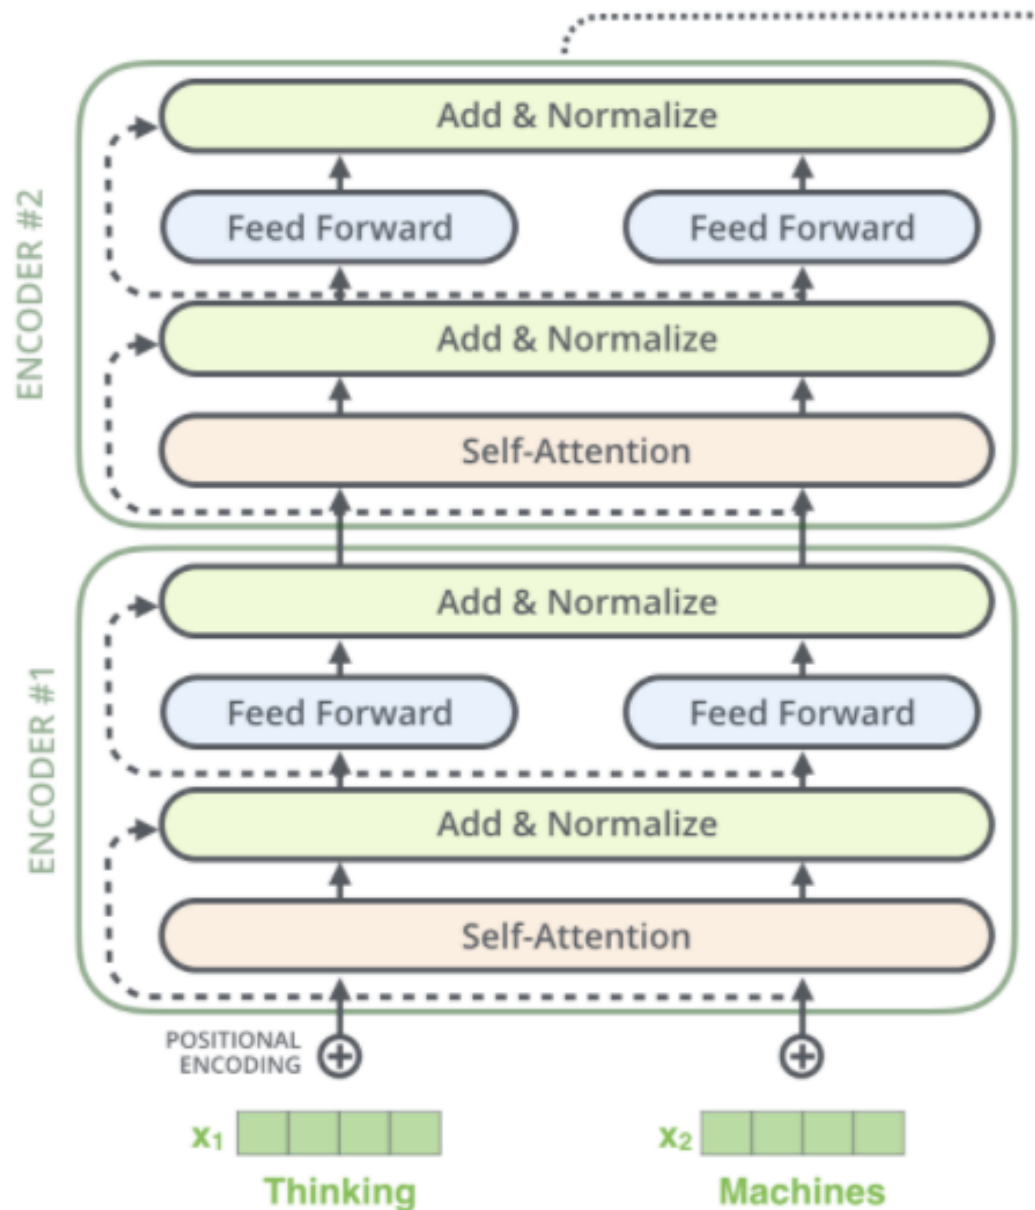 ENCODER #2
Add & Normalize
Feed Forward Feed Forward
Add & Normalize
Self-Attention
ENCODER #1
Add & Normalize
Feed Forward Feed Forward
Add & Normalize
Self-Attention
POSITIONAL
ENCODING
x₁ x₂
Thinking Machines